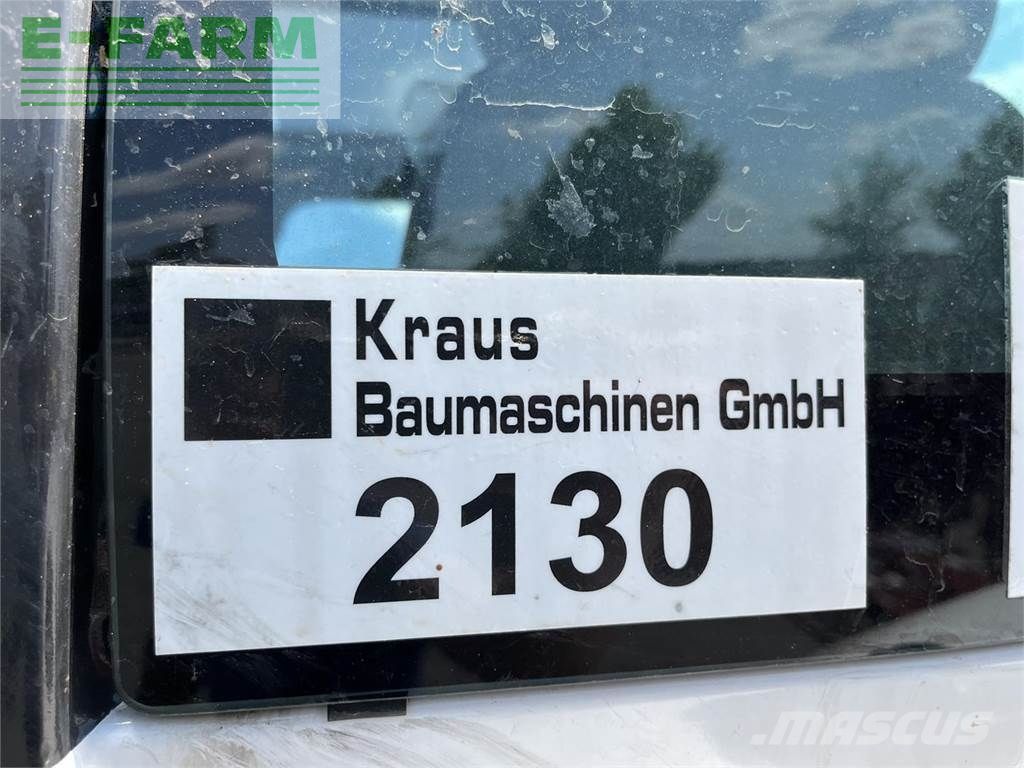 E-FARM
Kraus
Baumaschinen GmbH
2130
mascus